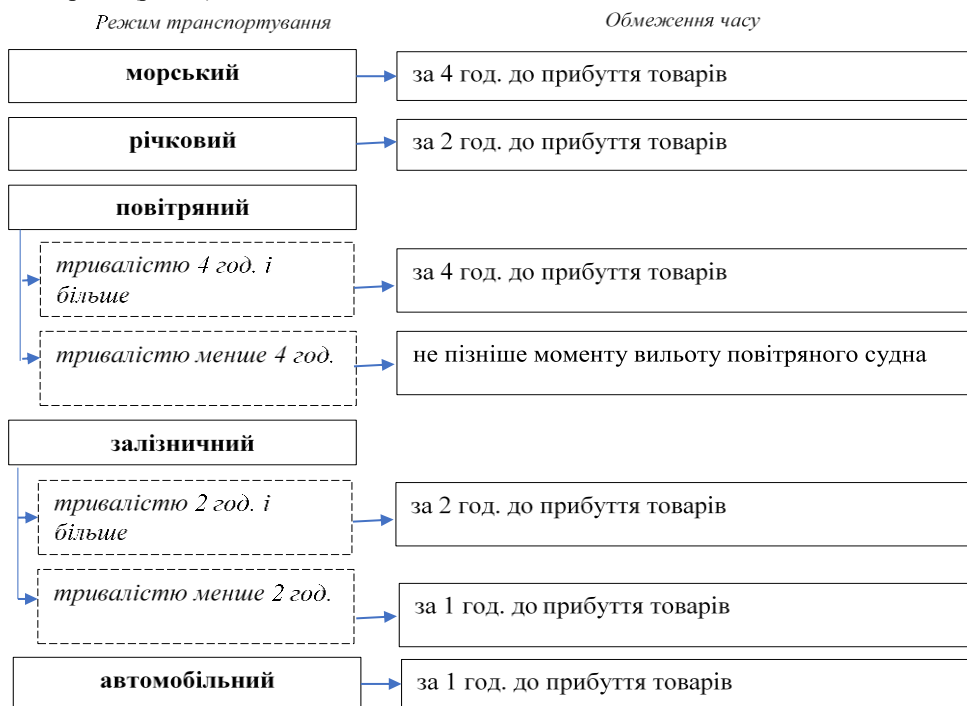 Режим транспортування
Обмеження часу
морський
за 4 год. до прибуття товарів
річковий
за 2 год. до прибуття товарів
повітряний
тривалістю 4 год. і
більше
за 4 год. до прибуття товарів
тривалістю менше 4 год.
не пізніше моменту вильоту повітряного судна
залізничний
тривалістю 2 год. і
більше
за 2 год. до прибуття товарів
тривалістю менше 2 год.
за 1 год. до прибуття товарів
автомобільний
за 1 год. до прибуття товарів